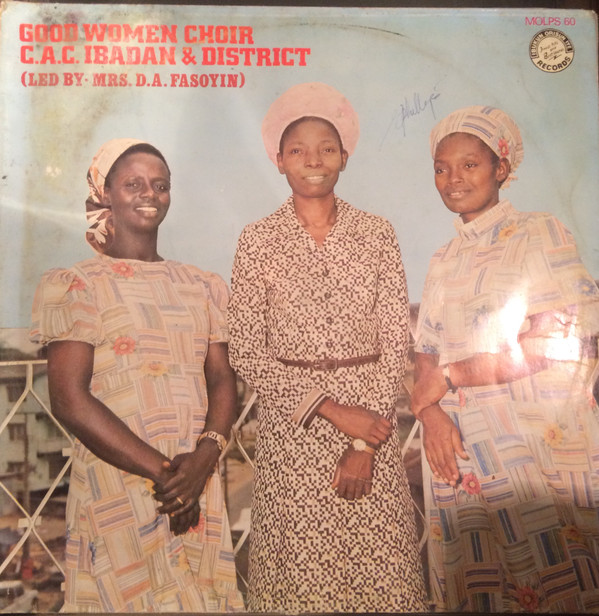 GOOD WOMEN CHOIR
C.A.C. IBADAN & DISTRICT
(LED BY- MRS. D.A. FASOYIN)
MOLPS 60
RECORDS